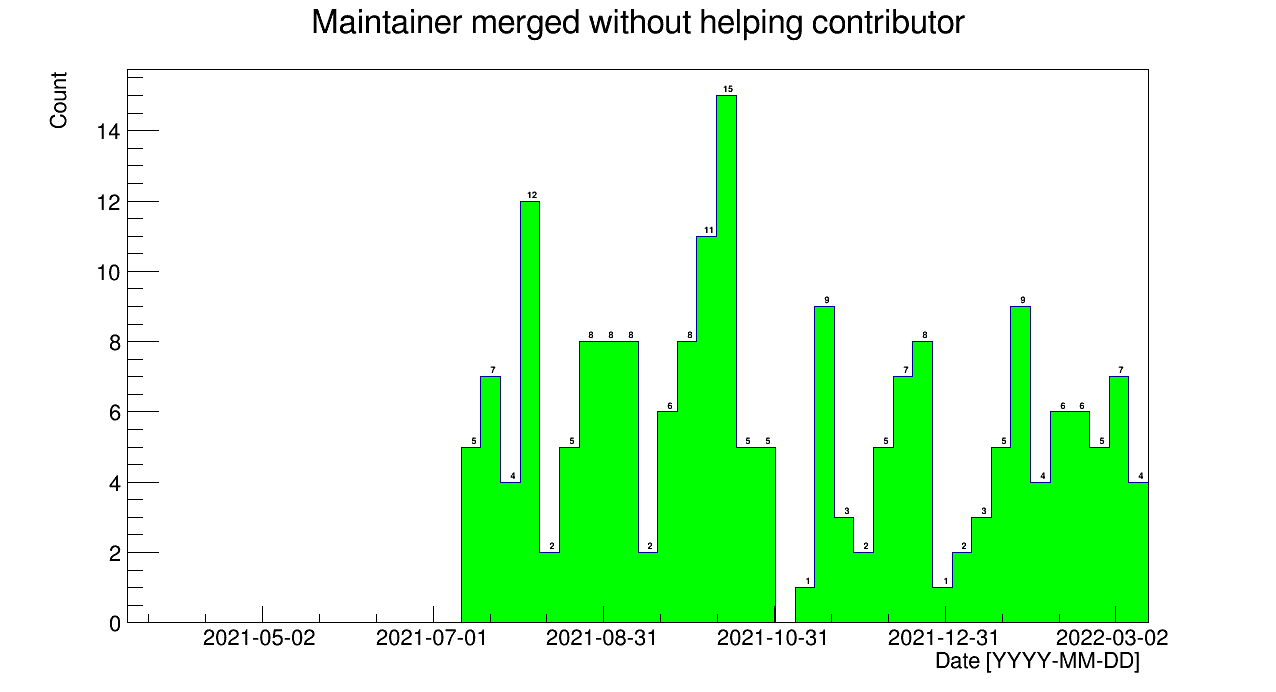 Maintainer merged without helping contributor
Count
15
14
12
12
11
10
9
9
8
8 8 8 8 8
7 7 7
6
6 6 6
5 5 5 5 5 5 5
4
4 4 4
3 3
2
2 2 2 2
1 1
0
2021-05-02 2021-07-01 2021-08-31 2021-10-31 2021-12-31 2022-03-02
Date [YYYY-MM-DD]